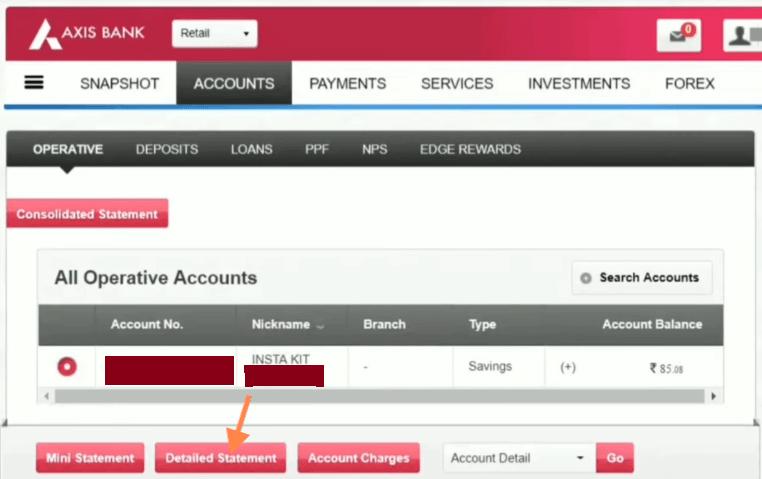 AXIS BANK Retail 0
SNAPSHOT ACCOUNTS PAYMENTS SERVICES INVESTMENTS FOREX
OPERATIVE DEPOSITS LOANS PPF NPS EDGE REWARDS
Consolidated Statement
All Operative Accounts Search Accounts
Account No. Nickname Branch Type Account Balance
INSTA KIT - Savings (+) ₹ 85.08
Mini Statement Detailed Statement Account Charges Account Detail Go